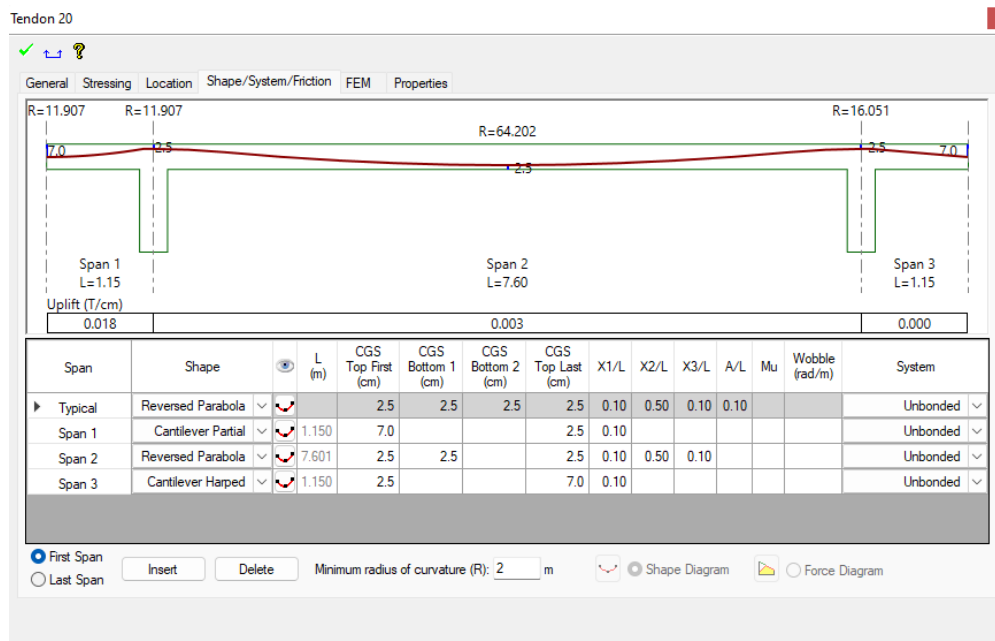 Tendon 20
General Stressing Location Shape/System/Friction FEM Properties
R=11.907 R=11.907 R=16.051
R=64.202
7.0 2.5 2.5 7.0
2.5
Span 1 Span 2 Span 3
L=1.15 L=7.60 L=1.15
Uplift (T/cm)
0.018 0.003 0.000
Span Shape L (m) CGS Top First (cm) CGS Bottom 1 (cm) CGS Bottom 2 (cm) CGS Top Last (cm) X1/L X2/L X3/L A/L Mu Wobble (rad/m) System
Typical Reversed Parabola 2.5 2.5 2.5 2.5 0.10 0.50 0.10 0.10 Unbonded
Span 1 Cantilever Partial 1.150 7.0 2.5 0.10 Unbonded
Span 2 Reversed Parabola 7.601 2.5 2.5 2.5 0.10 0.50 0.10 Unbonded
Span 3 Cantilever Harped 1.150 2.5 7.0 0.10 Unbonded
First Span
Last Span
Insert Delete Minimum radius of curvature (R): 2 m Shape Diagram Force Diagram